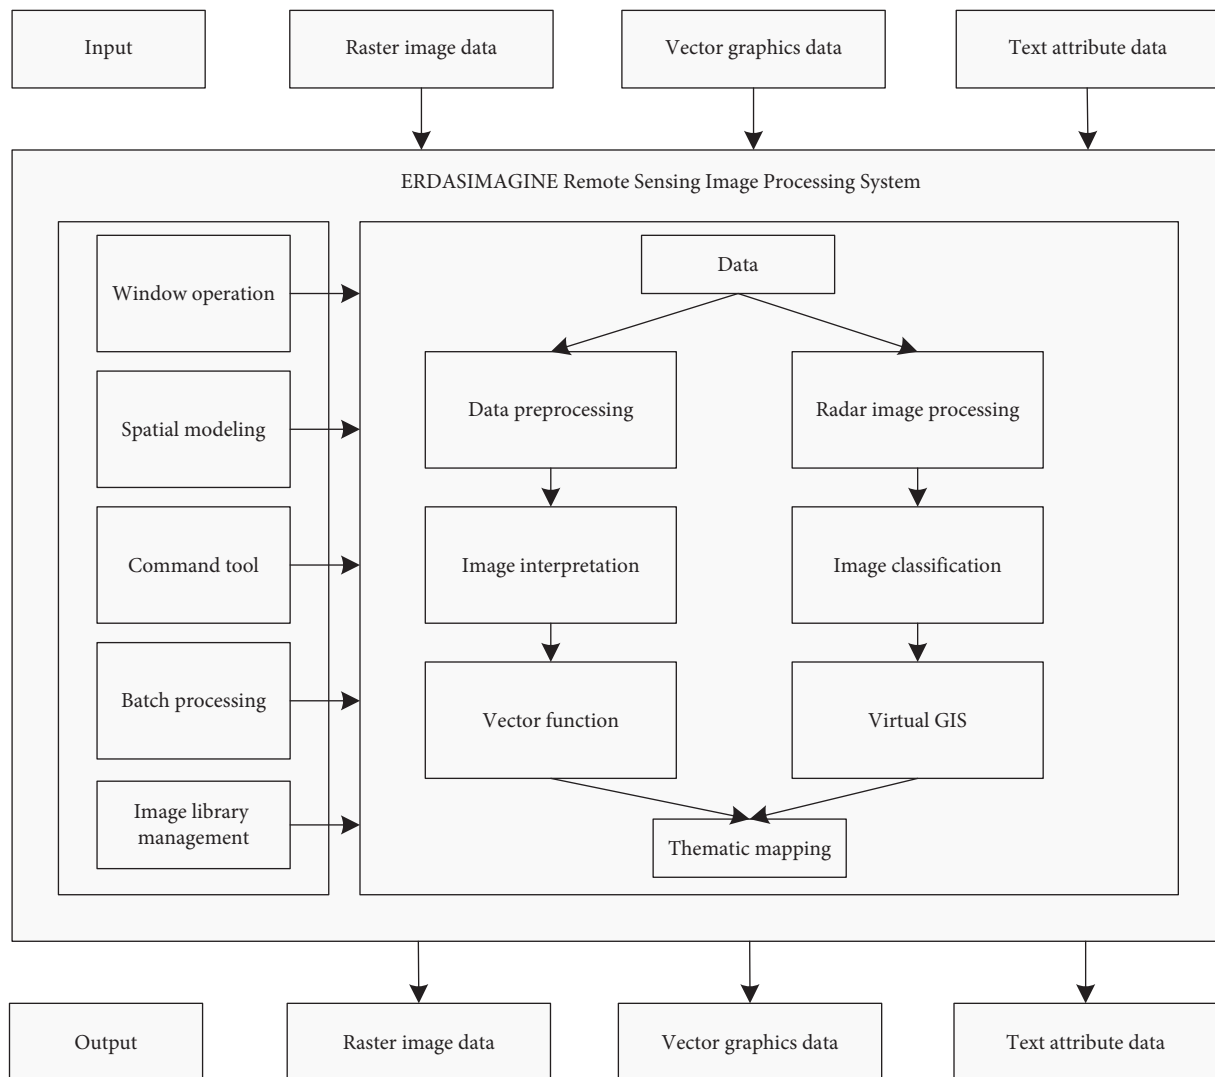 Input
Raster image data
Vector graphics data
Text attribute data
ERDASIMAGINE Remote Sensing Image Processing System
Window operation
Spatial modeling
Command tool
Batch processing
Image library
management
Data
Data preprocessing
Radar image processing
Image interpretation
Image classification
Vector function
Virtual GIS
Thematic mapping
Output
Raster image data
Vector graphics data
Text attribute data